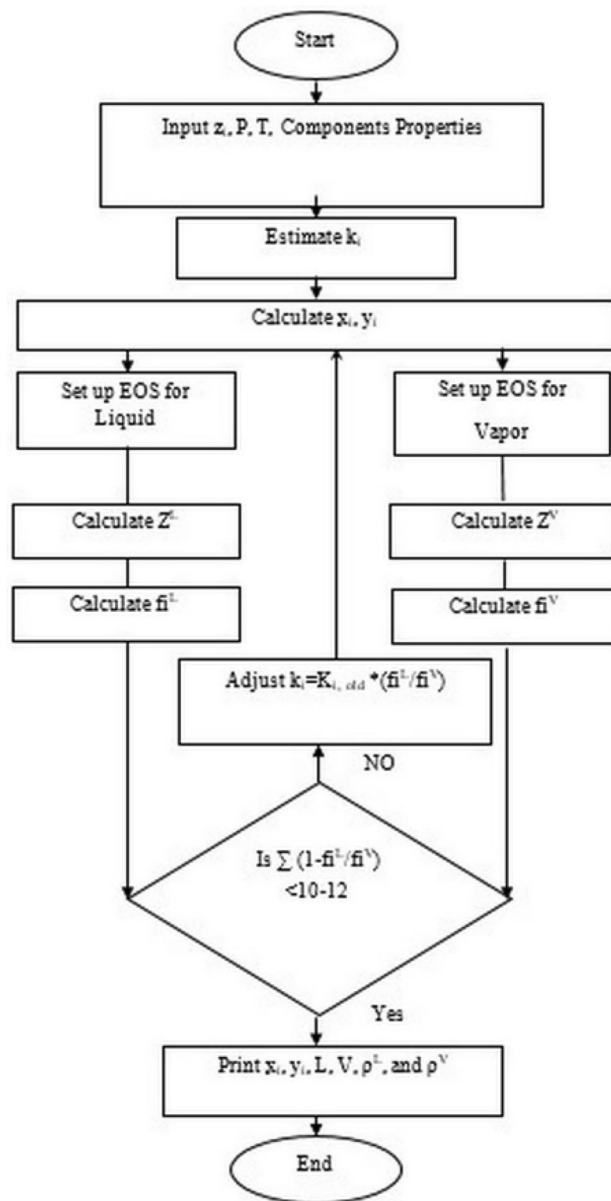 Start
Input zᵢ, P, T, Components Properties
Estimate kᵢ
Calculate xᵢ, yᵢ
Set up EOS for
Liquid
Set up EOS for
Vapor
Calculate Zᴸ
Calculate Zⱽ
Calculate fiᴸ
Calculate fiⱽ
Adjust kᵢ=Kᵢ, ₒₗd *(fiᴸ/fiⱽ)
NO
Is ∑ (1-fiᴸ/fiⱽ)
<10-12
Yes
Print xᵢ, yᵢ, L, V, ρᴸ, and ρⱽ
End